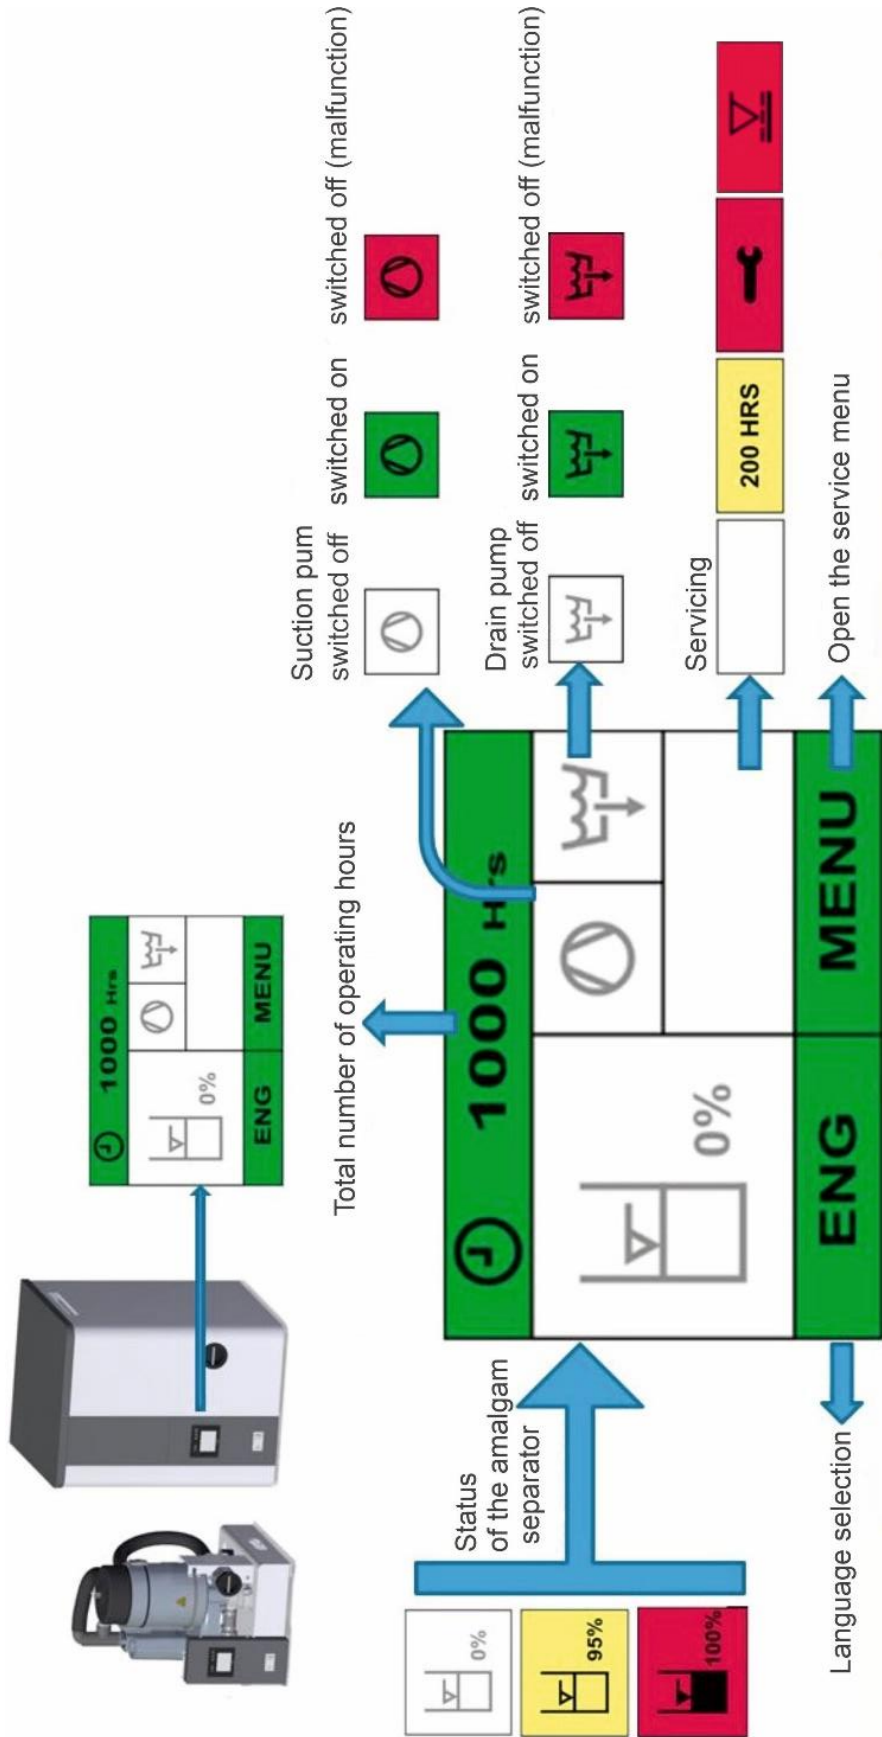 1000 Hrs
0%
ENG
MENU
Total number of operating hours
Suction pum
switched off
switched on
switched off (malfunction)
Drain pump
switched off
switched on
switched off (malfunction)
Servicing
200 HRS
Open the service menu
Status
of the amalgam
separator
0%
95%
100%
1000 Hrs
0%
ENG
MENU
Language selection